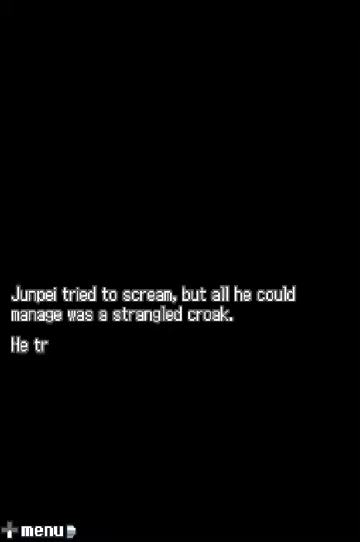 Junpei tried to scream, but all he could
manage was a strangled croak.
He tr
menu